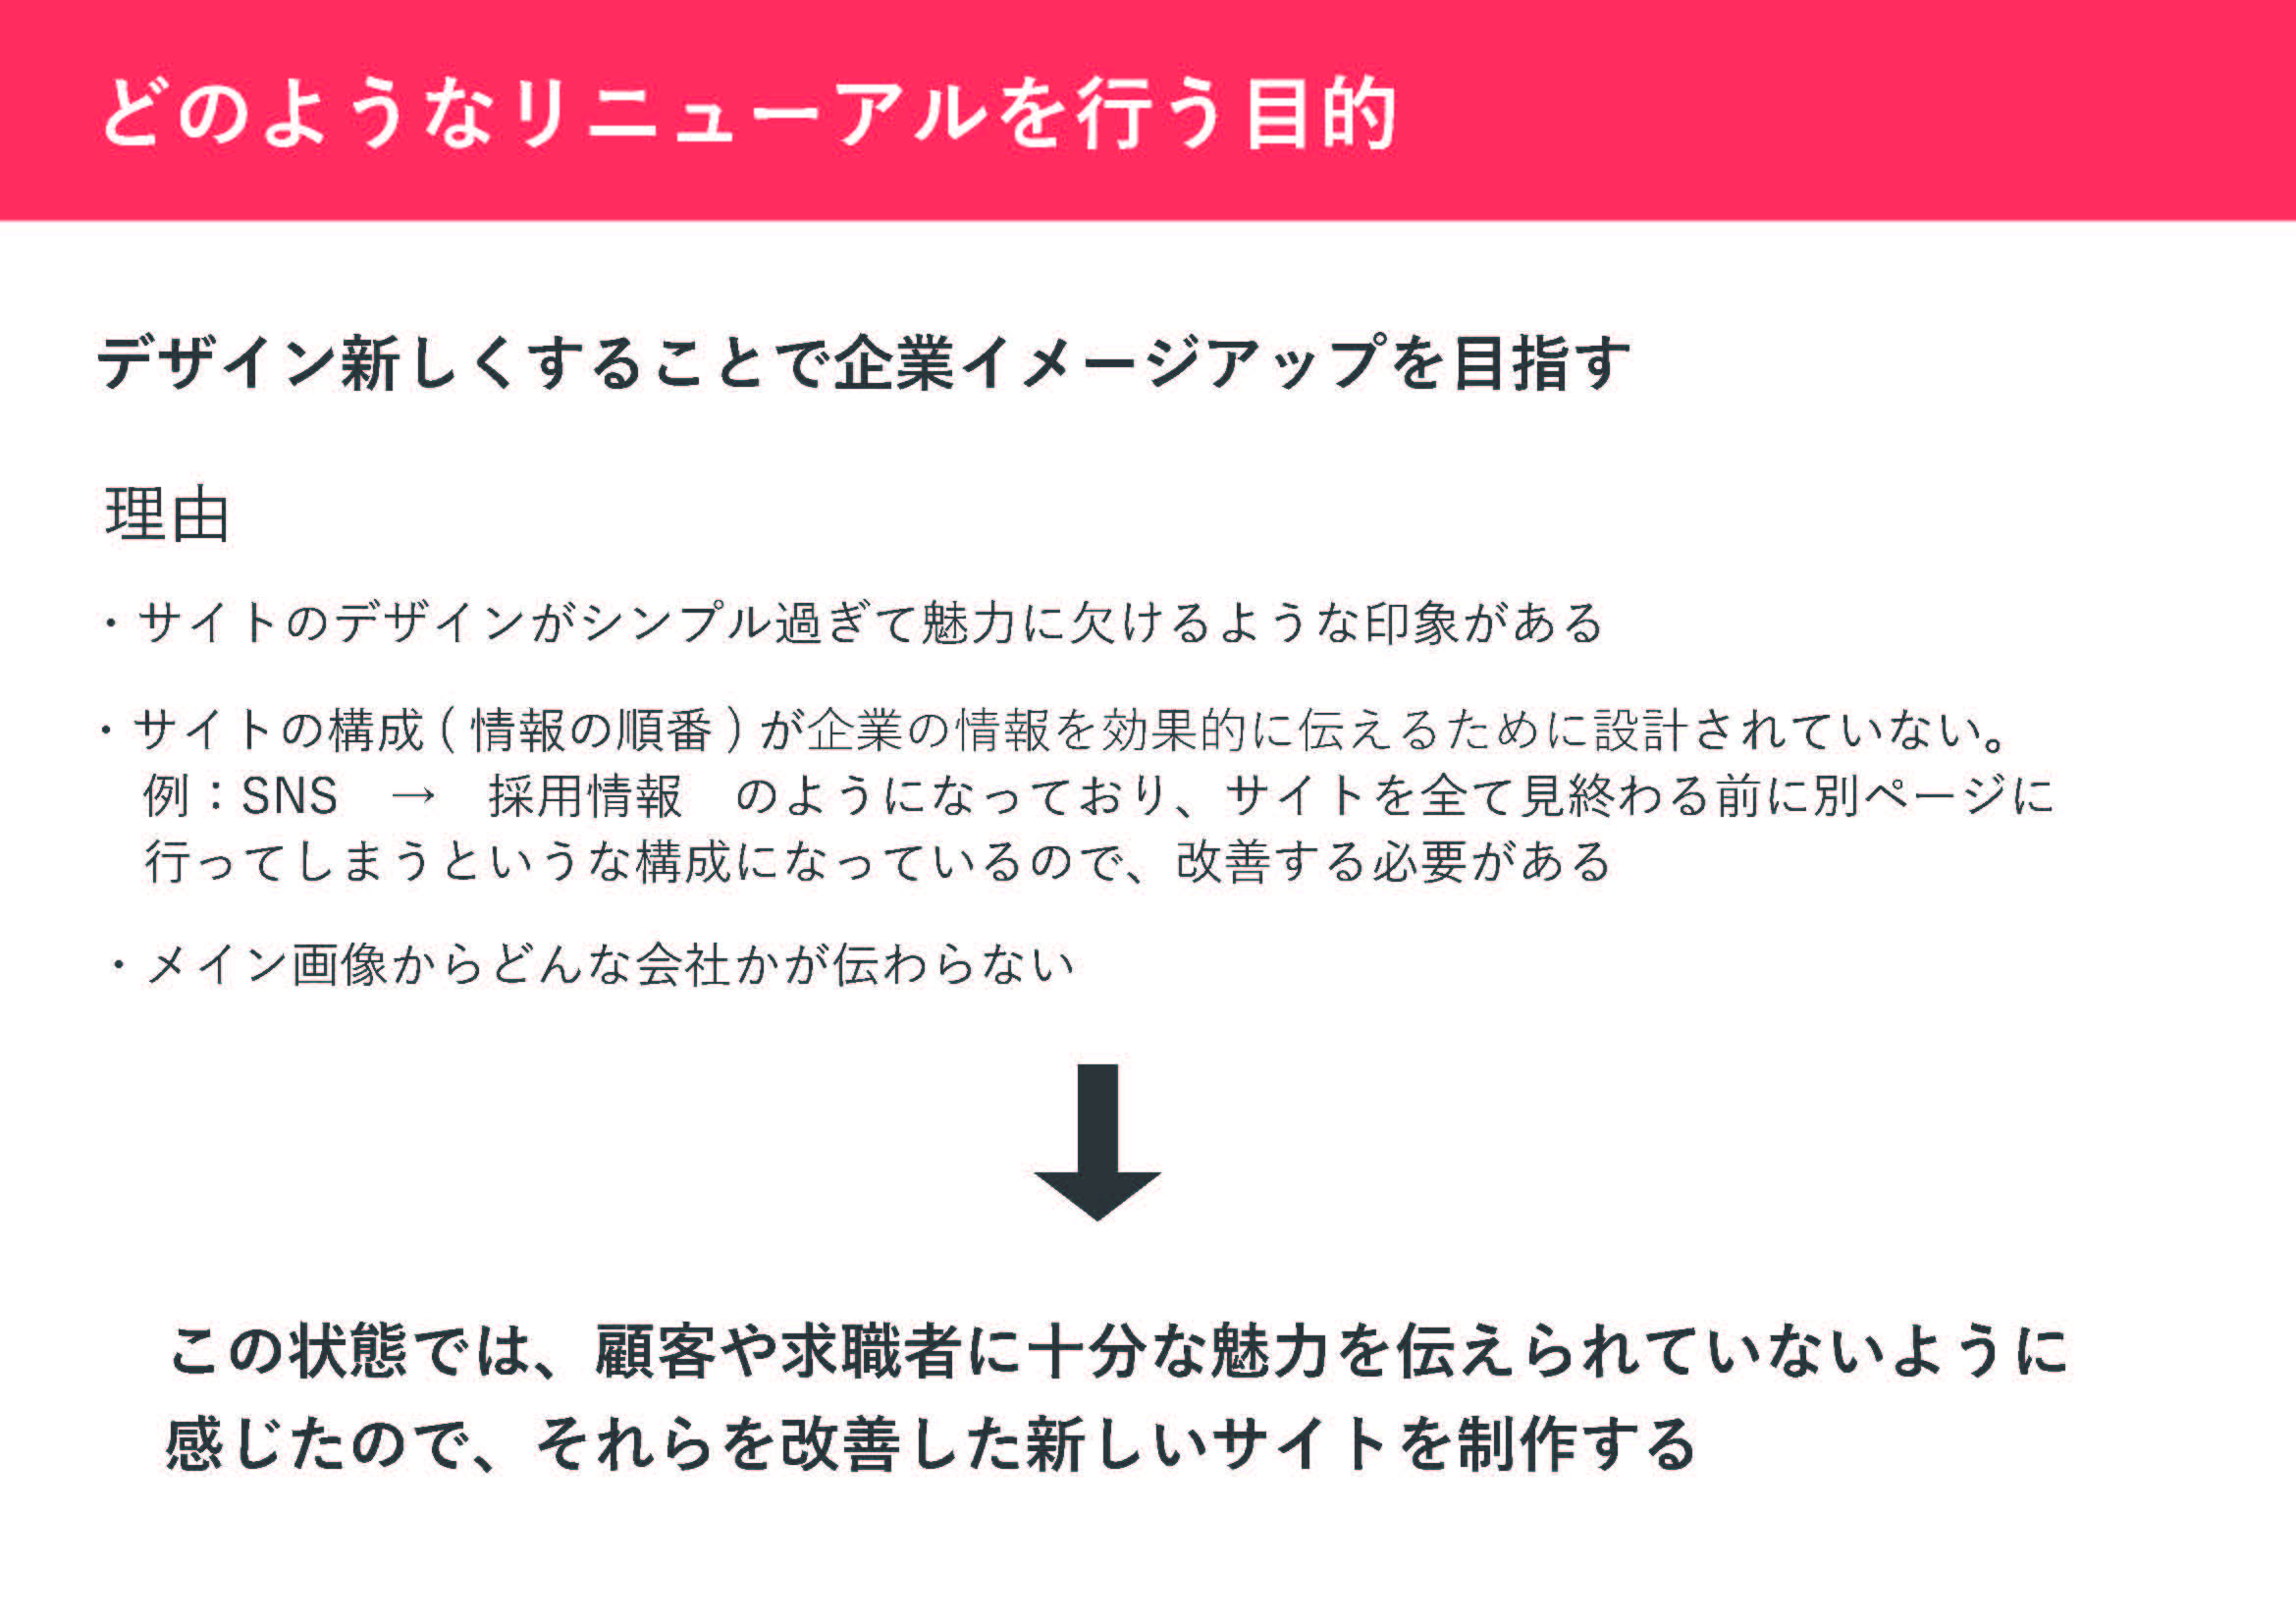 どのようなリニューアルを行う目的
デザイン新しくすることで企業イメージアップを目指す
理由
・サイトのデザインがシンプル過ぎて魅力に欠けるような印象がある
・サイトの構成(情報の順番)が企業の情報を効果的に伝えるために設計されていない。
例：SNS　→　採用情報　のようになっており、サイトを全て見終わる前に別ページに
行ってしまうというな構成になっているので、改善する必要がある
・メイン画像からどんな会社かが伝わらない
この状態では、顧客や求職者に十分な魅力を伝えられていないように
感じたので、それらを改善した新しいサイトを制作する